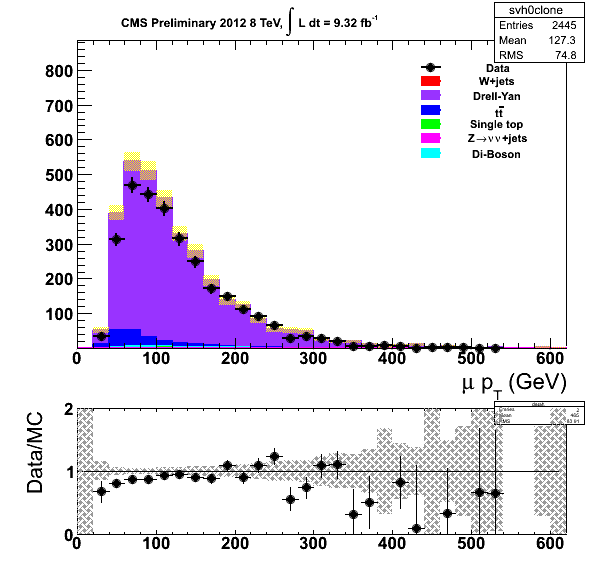 CMS Preliminary 2012 8 TeV, ∫ L dt = 9.32 fb⁻¹
svh0clone
Entries 2445
Mean 127.3
RMS 74.8
Data
W+jets
Drell-Yan
tt̅
Single top
Z→νν+jets
Di-Boson
800
700
600
500
400
300
200
100
0 100 200 300 400 500 600
μ p_T (GeV)
Data/MC
2
1
0
0 100 200 300 400 500 600